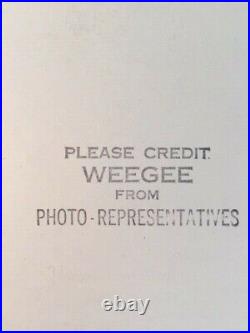 PLEASE CREDIT.
WEEGEE
FROM
PHOTO-REPRESENTATIVES